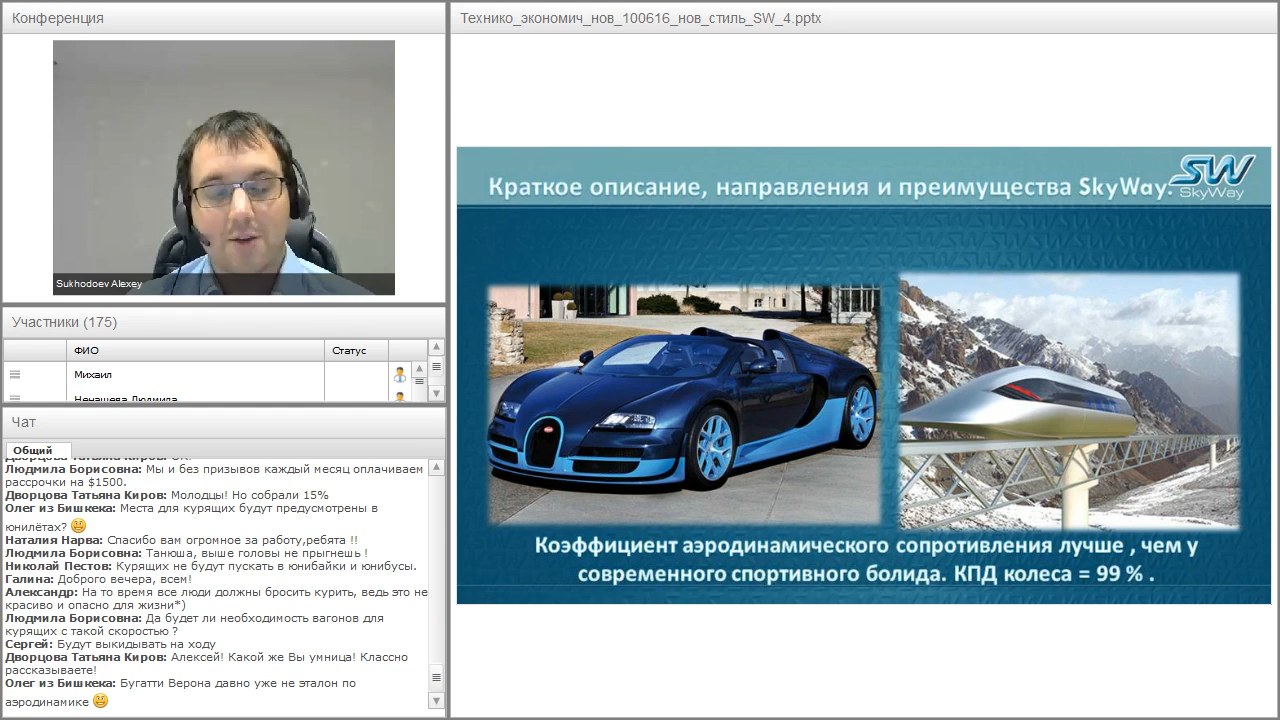 Конференция
Sukhodoev Alexey
Участники (175)
ФИО
Статус
Михаил
Ненашева Людмила
Чат
Общий
Дворцова Татьяна Киров: ОК!
Людмила Борисовна: Мы и без призывов каждый месяц оплачиваем
рассрочки на $1500.
Дворцова Татьяна Киров: Молодцы! Но собрали 15%
Олег из Бишкека: Места для курящих будут предусмотрены в
юнилётах?
Наталия Нарва: Спасибо вам огромное за работу,ребята !!
Людмила Борисовна: Танюша, выше головы не прыгнешь !
Николай Пестов: Курящих не будут пускать в юнибайки и юнибусы.
Галина: Доброго вечера, всем!
Александр: На то время все люди должны бросить курить, ведь это не
красиво и опасно для жизни*)
Людмила Борисовна: Да будет ли необходимость вагонов для
курящих с такой скоростью ?
Сергей: Будут выкидывать на ходу
Дворцова Татьяна Киров: Алексей! Какой же Вы умница! Классно
рассказываете!
Олег из Бишкека: Бугатти Верона давно уже не эталон по
аэродинамике
Технико_экономич_нов_100616_нов_стиль_SW_4.pptx
Краткое описание, направления и преимущества SkyWay.
SW
SkyWay
Коэффициент аэродинамического сопротивления лучше , чем у
современного спортивного болида. КПД колеса = 99 % .